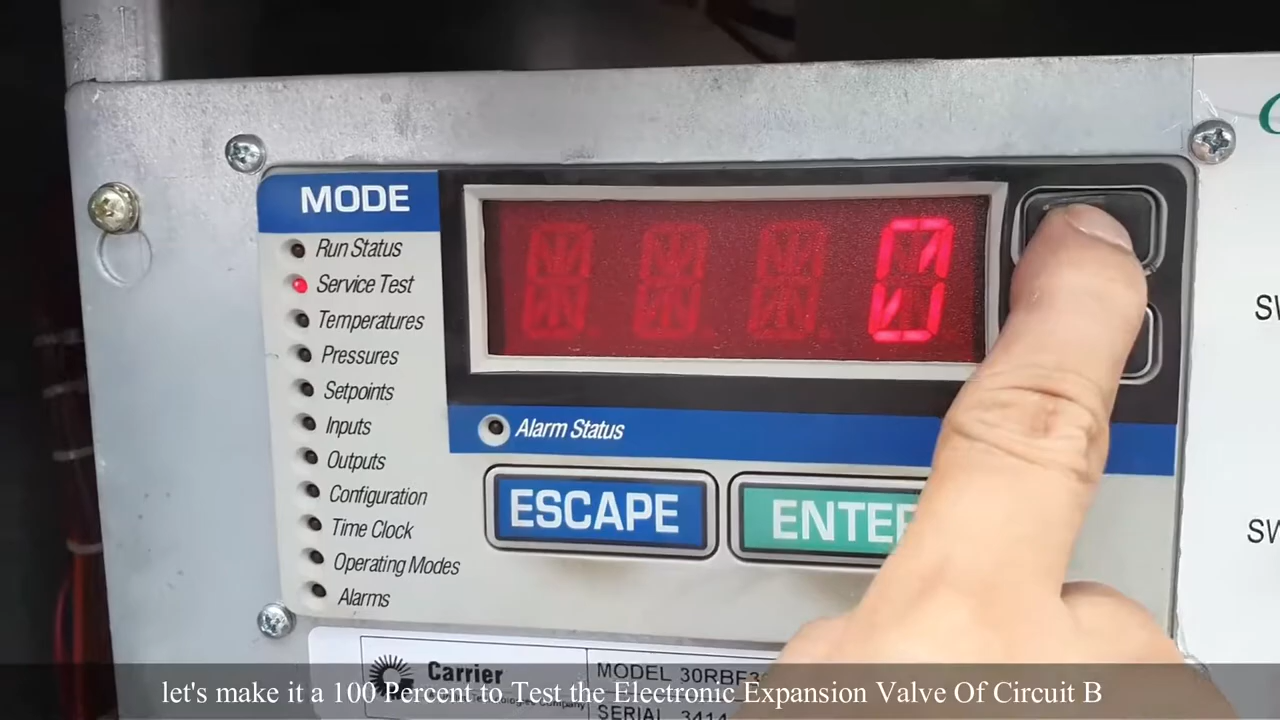 MODE
Run Status
Service Test
Temperatures
Pressures
Setpoints
Inputs
Outputs
Configuration
Time Clock
Operating Modes
Alarms
0
Alarm Status
ESCAPE
ENTER
Carrier
MODEL 30RBF3
SERIAL 3414
SW
SW
let's make it a 100 Percent to Test the Electronic Expansion Valve Of Circuit B